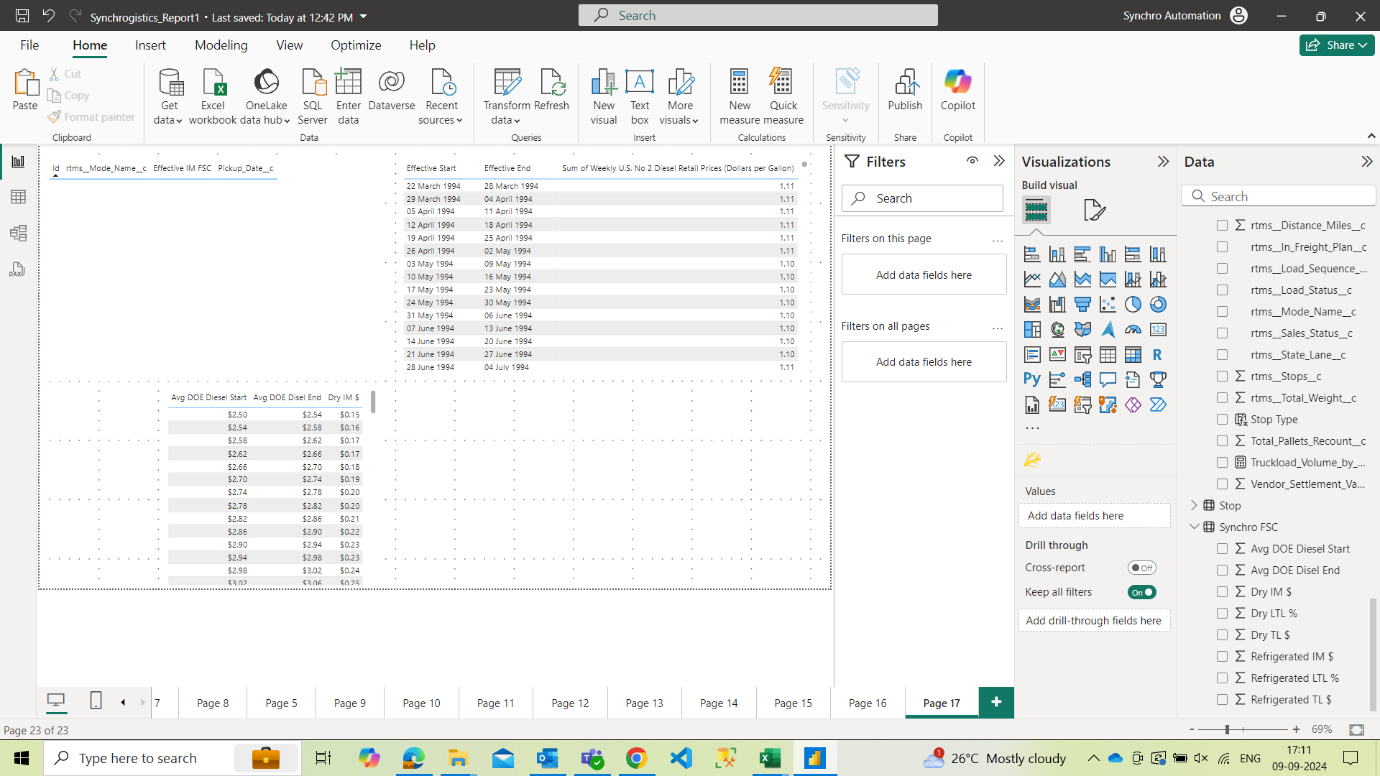 Synchrogistics_Report1 • Last saved: Today at 12:42 PM
Search
Synchro Automation
File Home Insert Modeling View Optimize Help
Share
Paste
Cut
Copy
Format painter
Clipboard
Get data
Excel workbook
OneLake data hub
SQL Server
Enter data
Dataverse
Recent sources
Data
Transform data
Refresh
Queries
New visual
Text box
More visuals
Insert
New measure
Quick measure
Calculations
Sensitivity
Sensitivity
Publish
Share
Copilot
Copilot
Id rtms__Mode_Name__c Effective IM FSC Pickup_Date__c
Effective Start Effective End Sum of Weekly U.S. No 2 Diesel Retail Prices (Dollars per Gallon)
22 March 1994 28 March 1994 1.11
29 March 1994 04 April 1994 1.11
05 April 1994 11 April 1994 1.11
12 April 1994 18 April 1994 1.11
19 April 1994 25 April 1994 1.11
26 April 1994 02 May 1994 1.11
03 May 1994 09 May 1994 1.10
10 May 1994 16 May 1994 1.10
17 May 1994 23 May 1994 1.10
24 May 1994 30 May 1994 1.10
31 May 1994 06 June 1994 1.10
07 June 1994 13 June 1994 1.10
14 June 1994 20 June 1994 1.10
21 June 1994 27 June 1994 1.10
28 June 1994 04 July 1994 1.11
Avg DOE Diesel Start Avg DOE Disel End Dry IM $
$2.50 $2.54 $0.15
$2.54 $2.58 $0.16
$2.58 $2.62 $0.17
$2.62 $2.66 $0.17
$2.66 $2.70 $0.18
$2.70 $2.74 $0.19
$2.74 $2.78 $0.20
$2.78 $2.82 $0.20
$2.82 $2.86 $0.21
$2.86 $2.90 $0.22
$2.90 $2.94 $0.23
$2.94 $2.98 $0.23
$2.98 $3.02 $0.24
$3.02 $3.06 $0.25
Filters
Search
Filters on this page
...
Add data fields here
Filters on all pages
...
Add data fields here
Visualizations
Build visual
123
R
Py
...
Values
Add data fields here
Drill through
Cross-report Off
Keep all filters On
Add drill-through fields here
Data
Search
rtms__Distance_Miles__c
rtms__In_Freight_Plan__c
rtms__Load_Sequence_...
rtms__Load_Status__c
rtms__Mode_Name__c
rtms__Sales_Status__c
rtms__State_Lane__c
rtms__Stops__c
rtms__Total_Weight__c
Stop Type
Total_Pallets_Recount__c
Truckload_Volume_by_...
Vendor_Settlement_Va...
Stop
Synchro FSC
Avg DOE Diesel Start
Avg DOE Disel End
Dry IM $
Dry LTL %
Dry TL $
Refrigerated IM $
Refrigerated LTL %
Refrigerated TL $
7 Page 8 Page 5 Page 9 Page 10 Page 11 Page 12 Page 13 Page 14 Page 15 Page 16 Page 17 +
Page 23 of 23
- + 69%
Type here to search
1
26°C Mostly cloudy
ENG
17:11
09-09-2024